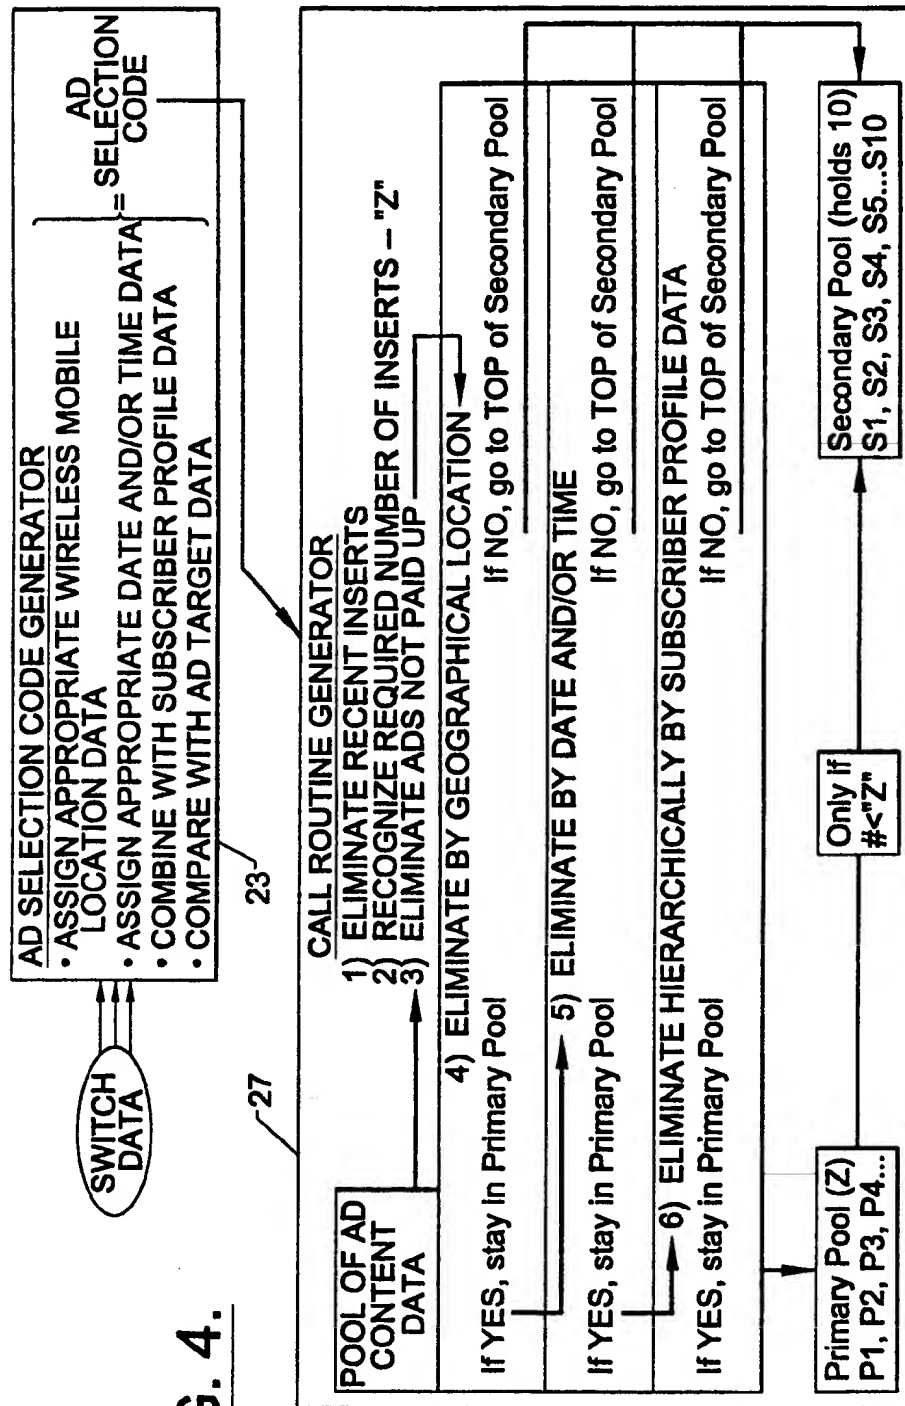 G. 4.
SWITCH
DATA
AD SELECTION CODE GENERATOR
• ASSIGN APPROPRIATE WIRELESS MOBILE
LOCATION DATA
• ASSIGN APPROPRIATE DATE AND/OR TIME DATA
• COMBINE WITH SUBSCRIBER PROFILE DATA
• COMPARE WITH AD TARGET DATA
=
AD
SELECTION
CODE
23
27
CALL ROUTINE GENERATOR
1) ELIMINATE RECENT INSERTS
2) RECOGNIZE REQUIRED NUMBER OF INSERTS – "Z"
3) ELIMINATE ADS NOT PAID UP
POOL OF AD
CONTENT
DATA
4) ELIMINATE BY GEOGRAPHICAL LOCATION
If YES, stay in Primary Pool
If NO, go to TOP of Secondary Pool
5) ELIMINATE BY DATE AND/OR TIME
If YES, stay in Primary Pool
If NO, go to TOP of Secondary Pool
6) ELIMINATE HIERARCHICALLY BY SUBSCRIBER PROFILE DATA
If YES, stay in Primary Pool
If NO, go to TOP of Secondary Pool
Primary Pool (Z)
P1, P2, P3, P4...
Only if
#<"Z"
Secondary Pool (holds 10)
S1, S2, S3, S4, S5...S10